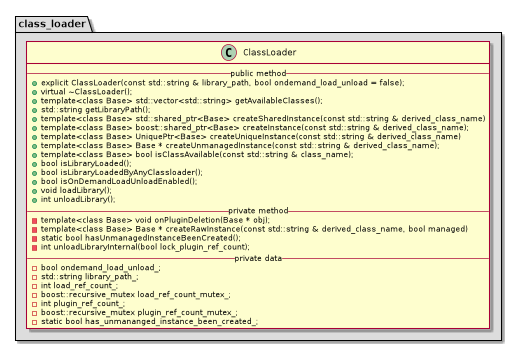 class_loader
C ClassLoader
public method
explicit ClassLoader(const std::string & library_path, bool ondemand_load_unload = false);
virtual ~ClassLoader();
template<class Base> std::vector<std::string> getAvailableClasses();
std::string getLibraryPath();
template<class Base> std::shared_ptr<Base> createSharedInstance(const std::string & derived_class_name)
template<class Base> boost::shared_ptr<Base> createInstance(const std::string & derived_class_name);
template<class Base> UniquePtr<Base> createUniqueInstance(const std::string & derived_class_name);
template<class Base> Base * createUnmanagedInstance(const std::string & derived_class_name);
template<class Base> bool isClassAvailable(const std::string & class_name);
bool isLibraryLoaded();
bool isLibraryLoadedByAnyClassloader();
bool isOnDemandLoadUnloadEnabled();
void loadLibrary();
int unloadLibrary();
private method
template<class Base> void onPluginDeletion(Base * obj);
template<class Base> Base * createRawInstance(const std::string & derived_class_name, bool managed)
static bool hasUnmanagedInstanceBeenCreated();
int unloadLibraryInternal(bool lock_plugin_ref_count);
private data
bool ondemand_load_unload_;
std::string library_path_;
int load_ref_count_;
boost::recursive_mutex load_ref_count_mutex_;
int plugin_ref_count_;
boost::recursive_mutex plugin_ref_count_mutex_;
static bool has_unmananged_instance_been_created_;